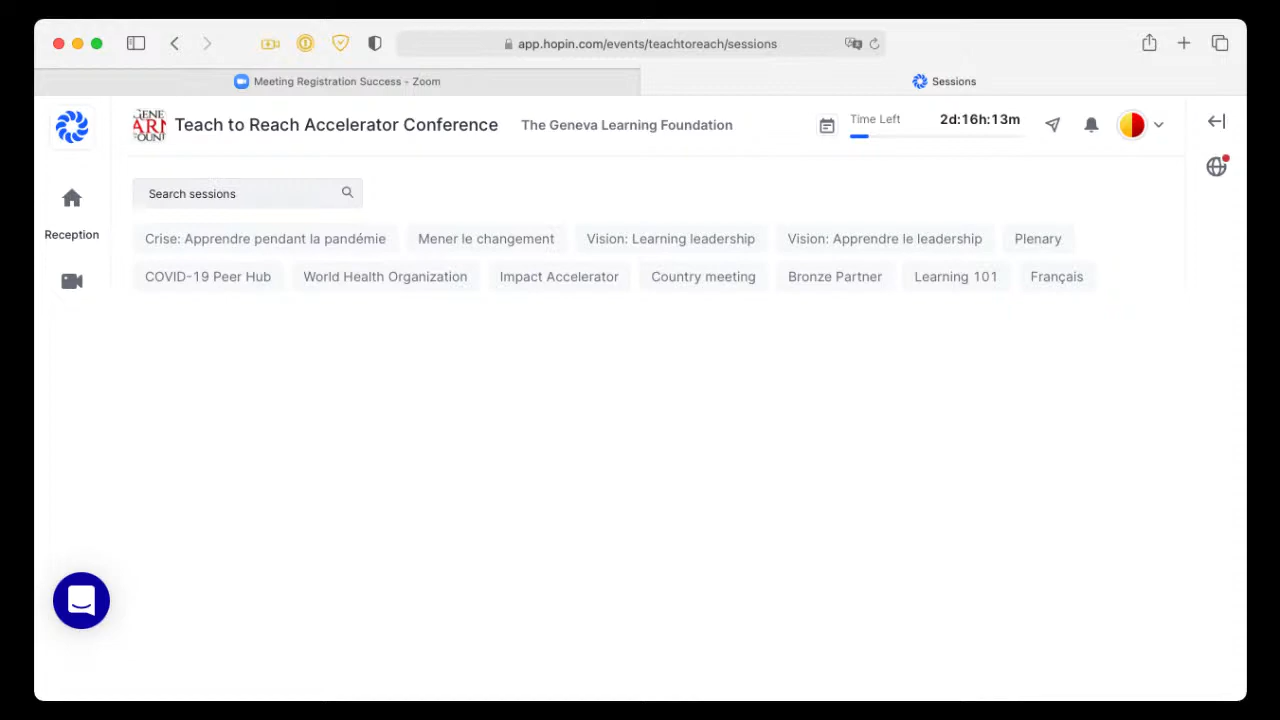 app.hopin.com/events/teachtoreach/sessions
Meeting Registration Success - Zoom
Sessions
Teach to Reach Accelerator Conference
The Geneva Learning Foundation
Time Left
2d:16h:13m
Reception
Search sessions
Crise: Apprendre pendant la pandémie
Mener le changement
Vision: Learning leadership
Vision: Apprendre le leadership
Plenary
COVID-19 Peer Hub
World Health Organization
Impact Accelerator
Country meeting
Bronze Partner
Learning 101
Français